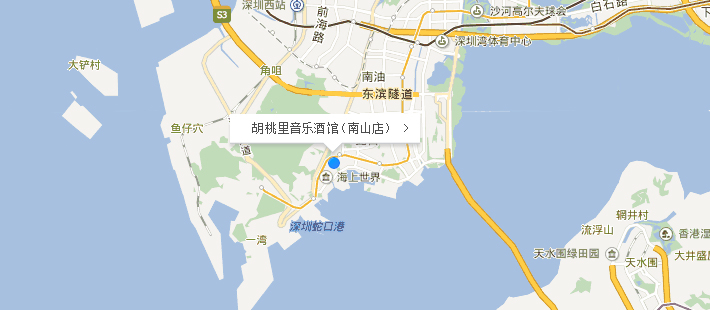 深圳西站
S3
前海路
沙河高尔夫球会
白石路
深圳湾体育中心
大铲村
角咀
南油
东滨隧道
鱼仔穴
胡桃里音乐酒馆(南山店)
道
海上世界
深圳蛇口港
一湾
辋井村
流浮山
香港湿
天水围绿田园
天水围
大井盛屋